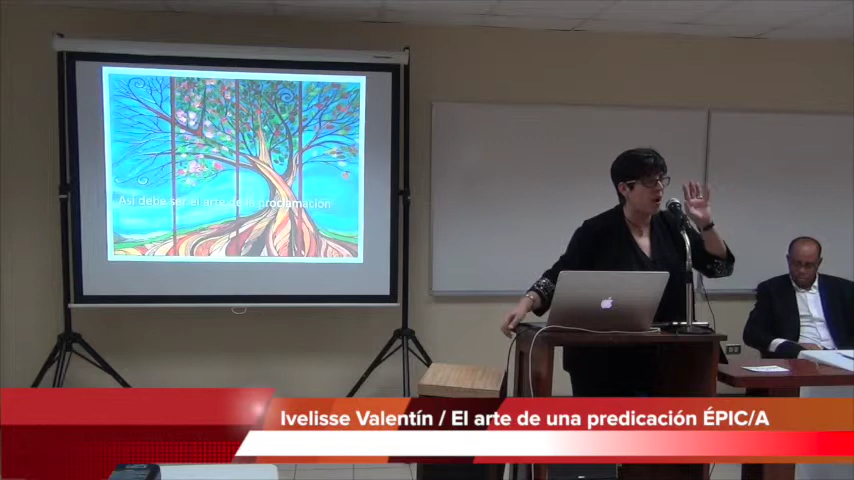 Así debe ser el arte de la proclamación
Ivelisse Valentín / El arte de una predicación ÉPIC/A